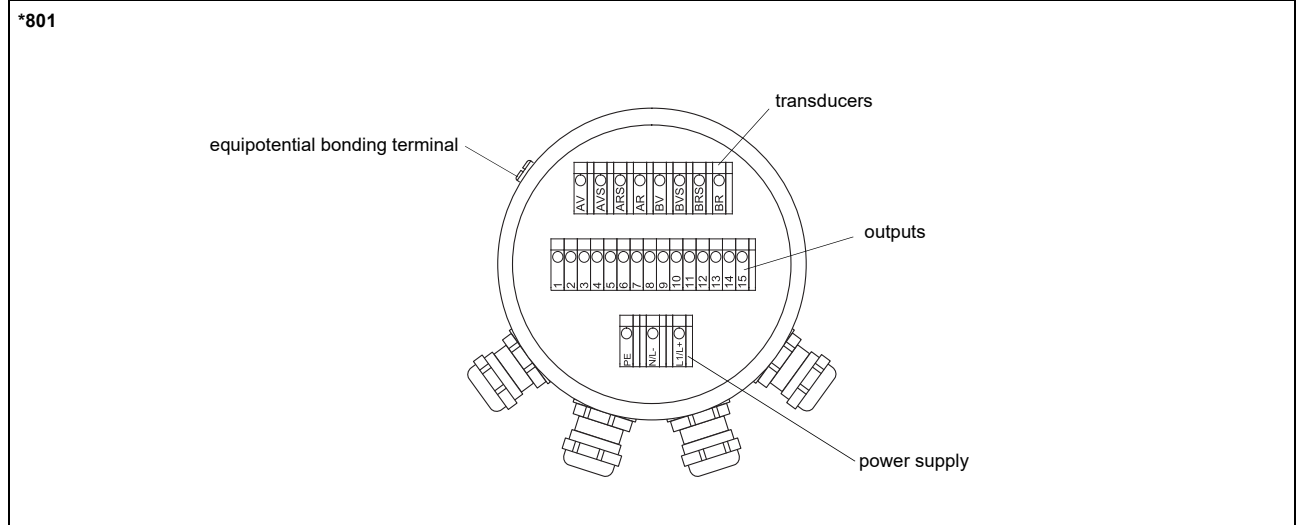 *801
transducers
equipotential bonding terminal
AV AVS ARS AR BV BVS BRS BR
outputs
1 2 3 4 5 6 7 8 9 10 11 12 13 14 15
PE N/L- L1/L+
power supply